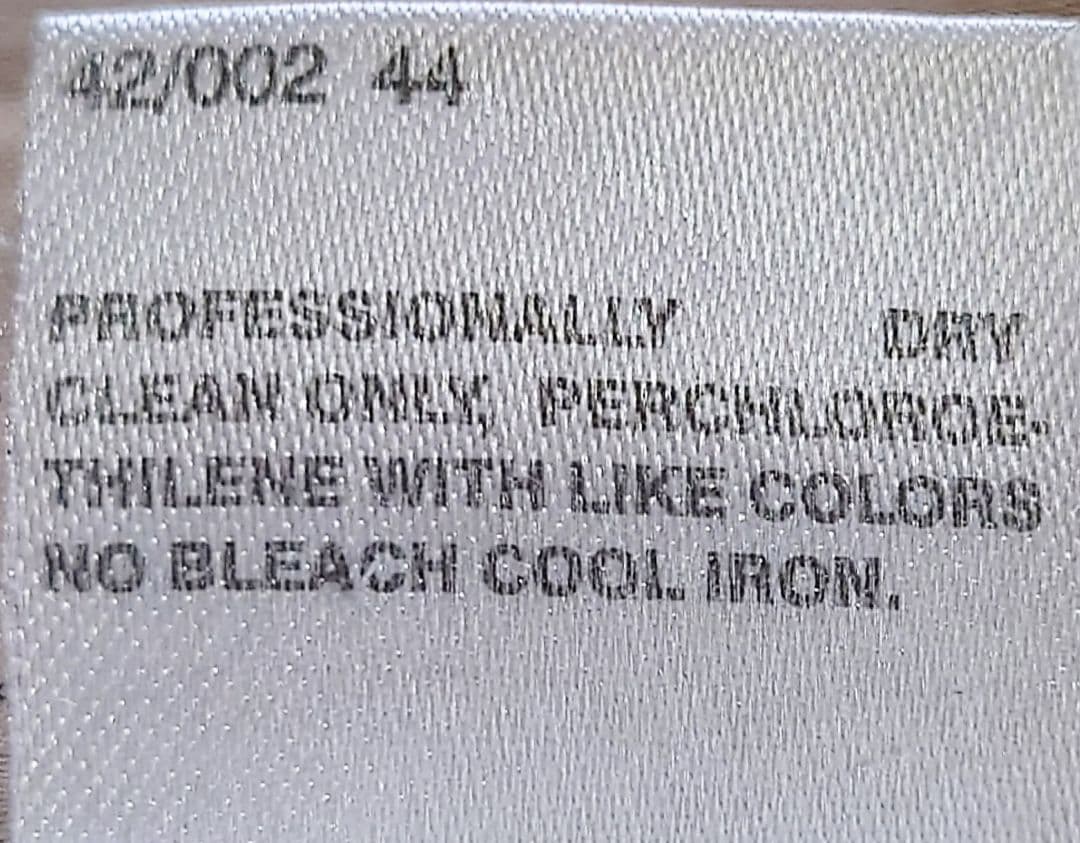 42/002 44
PROFESSIONALLY DRY
CLEAN ONLY, PERCHLOROE-
THILENE WITH LIKE COLORS
NO BLEACH COOL IRON.